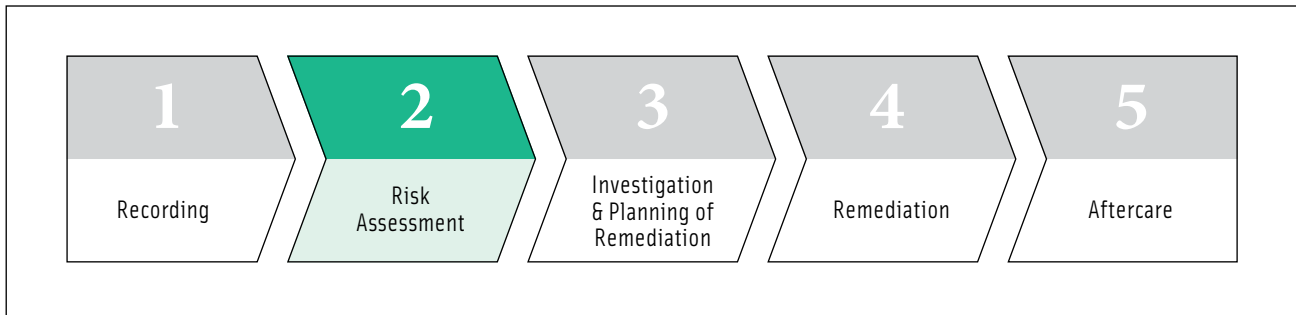 1
Recording
2
Risk
Assessment
3
Investigation
& Planning of
Remediation
4
Remediation
5
Aftercare